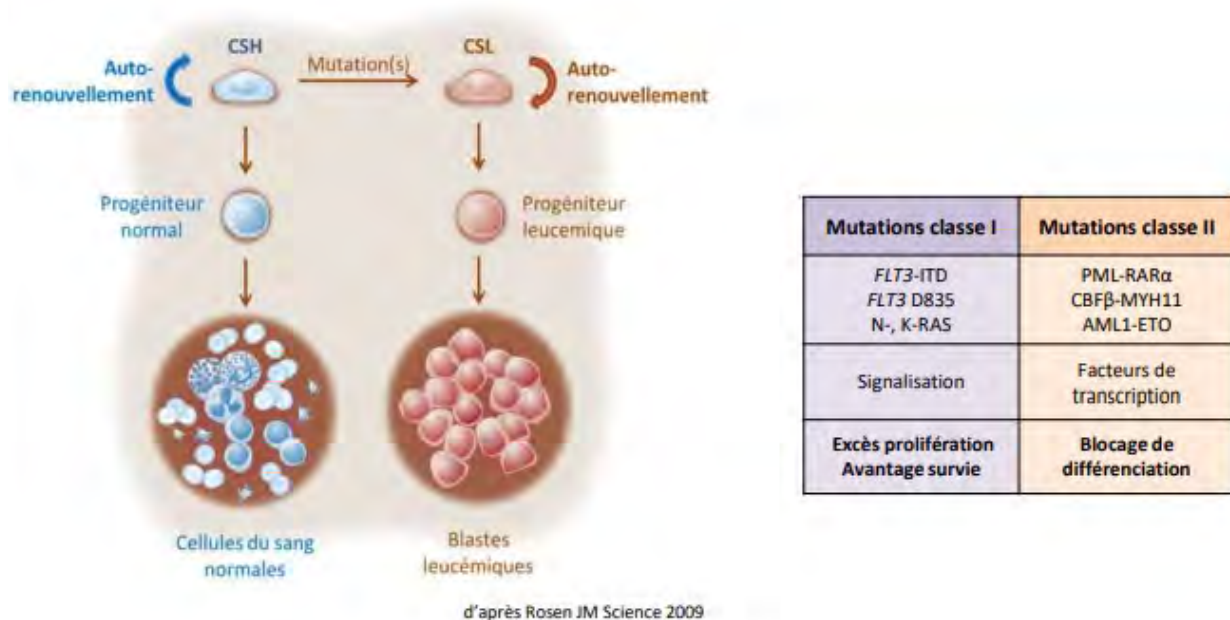 CSH
CSL
Auto-
renouvellement
Mutation(s)
Auto-
renouvellement
Progéniteur
normal
Progéniteur
leucemique
Cellules du sang
normales
Blastes
leucémiques
d'après Rosen JM Science 2009
Mutations classe I
Mutations classe II
FLT3-ITD
FLT3 D835
N-, K-RAS
PML-RARα
CBFβ-MYH11
AML1-ETO
Signalisation
Facteurs de
transcription
Excès prolifération
Avantage survie
Blocage de
différenciation